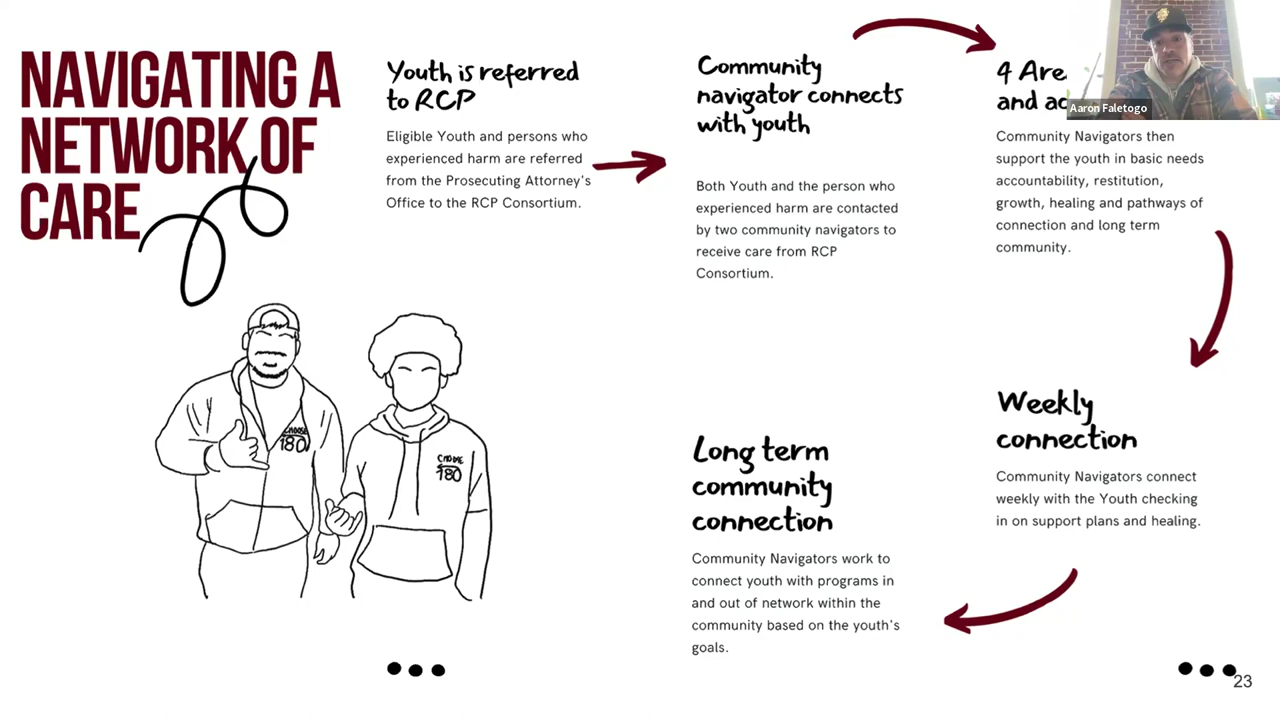 NAVIGATING A
NETWORK OF
CARE
Youth is referred
to RCP
Eligible Youth and persons who
experienced harm are referred
from the Prosecuting Attorney's
Office to the RCP Consortium.
Community
navigator connects
with youth
Both Youth and the person who
experienced harm are contacted
by two community navigators to
receive care from RCP
Consortium.
4
and
Aaron Faletogo
Community Navigators then
support the youth in basic needs
accountability, restitution,
growth, healing and pathways of
connection and long term
community.
Weekly
connection
Community Navigators connect
weekly with the Youth checking
in on support plans and healing.
Long term
community
connection
Community Navigators work to
connect youth with programs in
and out of network within the
community based on the youth's
goals.
CHOOSE
180
CHOOSE
180
23